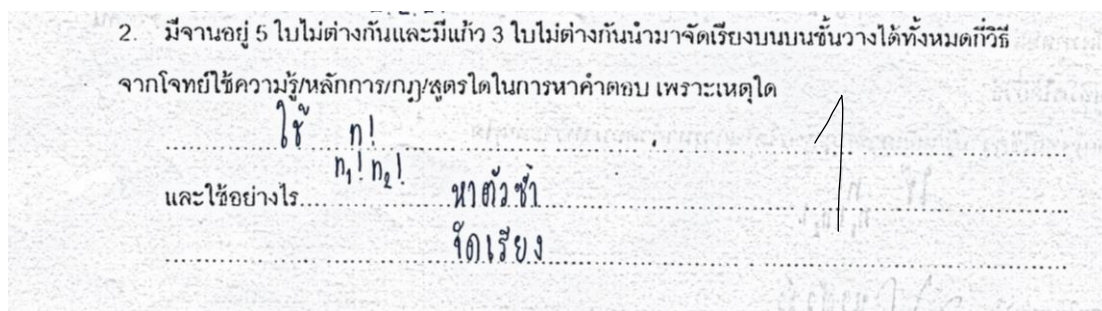 2. มีจานอยู่ 5 ใบไม่ต่างกันและมีแก้ว 3 ใบไม่ต่างกันนำมาจัดเรียงบนบนชั้นวางได้ทั้งหมดกี่วิธี
จากโจทย์ใช้ความรู้/หลักการ/กฎ/สูตรใดในการหาคำตอบ เพราะเหตุใด
ใช้ n!
n₁! n₂!
และใช้อย่างไร หาตัวซ้ำ
จัดเรียง
1